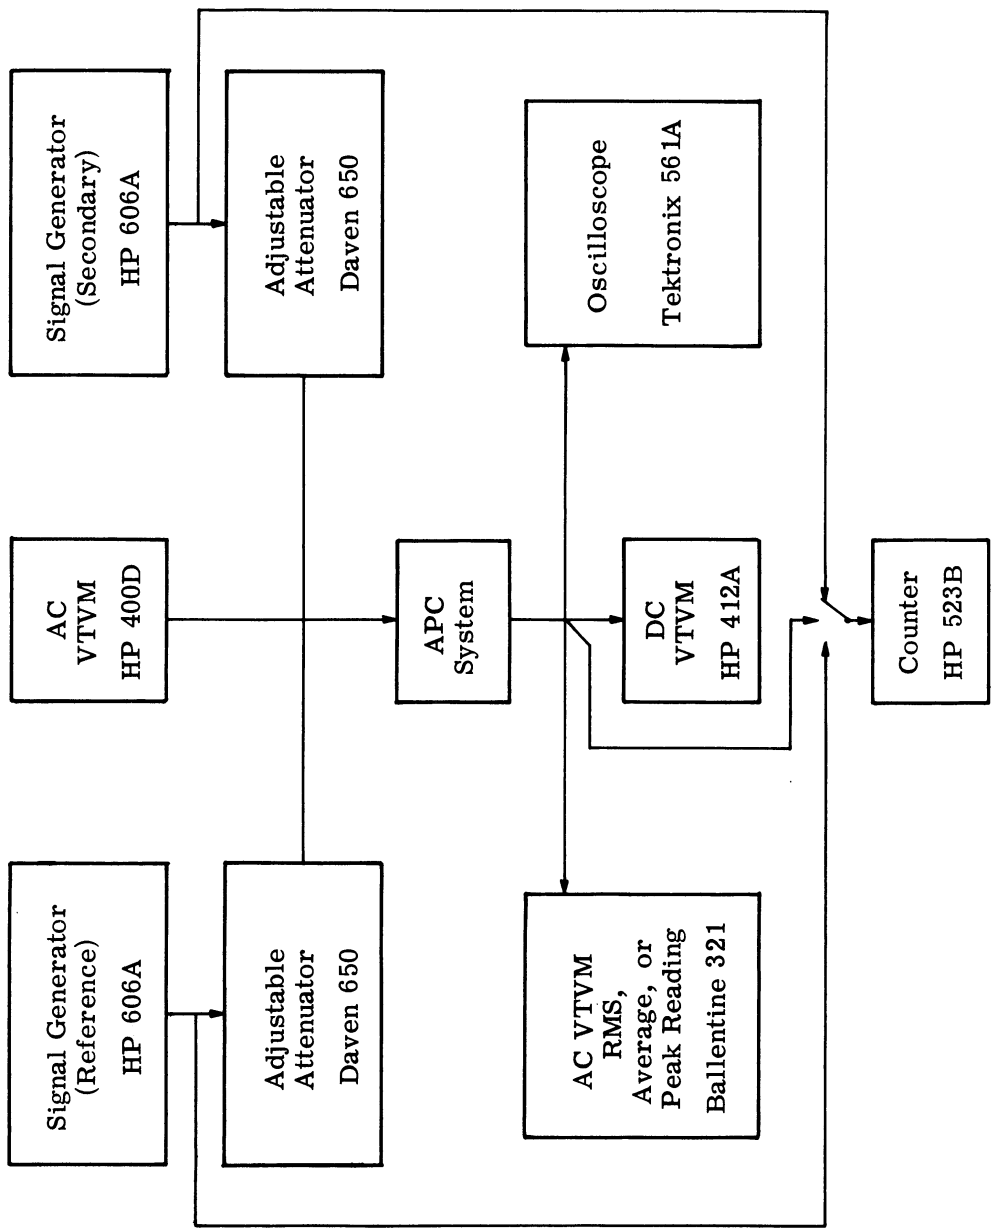 Signal Generator
(Reference)
HP 606A
AC
VTVM
HP 400D
Signal Generator
(Secondary)
HP 606A
Adjustable
Attenuator
Daven 650
Adjustable
Attenuator
Daven 650
APC
System
AC VTVM
RMS,
Average, or
Peak Reading
Ballentine 321
DC
VTVM
HP 412A
Oscilloscope
Tektronix 561A
Counter
HP 523B